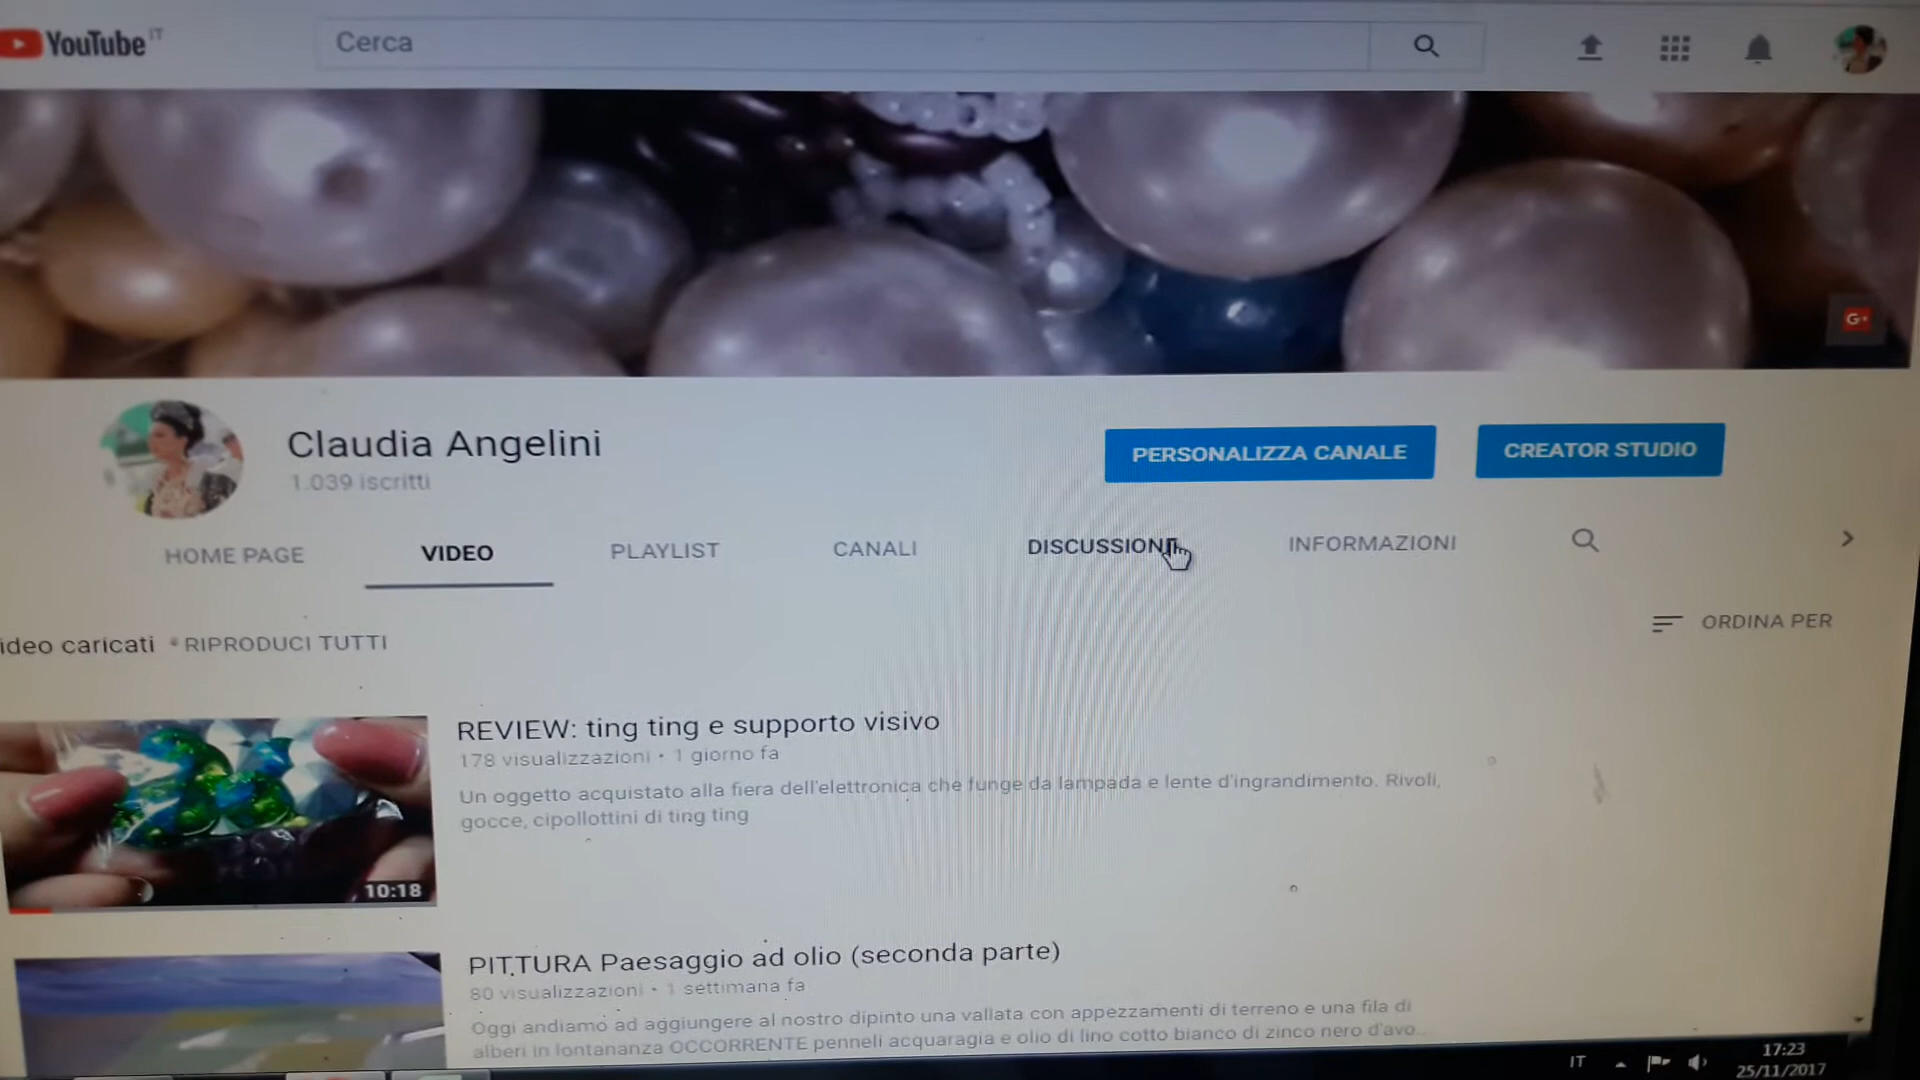 YouTube IT
Cerca
G+
Claudia Angelini
1.039 iscritti
PERSONALIZZA CANALE
CREATOR STUDIO
HOME PAGE
VIDEO
PLAYLIST
CANALI
DISCUSSIONI
INFORMAZIONI
ideo caricati
RIPRODUCI TUTTI
ORDINA PER
REVIEW: ting ting e supporto visivo
178 visualizzazioni • 1 giorno fa
Un oggetto acquistato alla fiera dell'elettronica che funge da lampada e lente d'ingrandimento. Rivoli,
gocce, cipollottini di ting ting
10:18
PITTURA Paesaggio ad olio (seconda parte)
80 visualizzazioni • 1 settimana fa
Oggi andiamo ad aggiungere al nostro dipinto una vallata con appezzamenti di terreno e una fila di
alberi in lontananza OCCORRENTE penneli acquaragia e olio di lino cotto bianco di zinco nero d'avo...
IT
17:23
25/11/2017